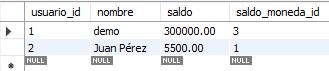 usuario_id nombre saldo saldo_moneda_id
1 demo 300000.00 3
2 Juan Pérez 5500.00 1
NULL NULL NULL NULL